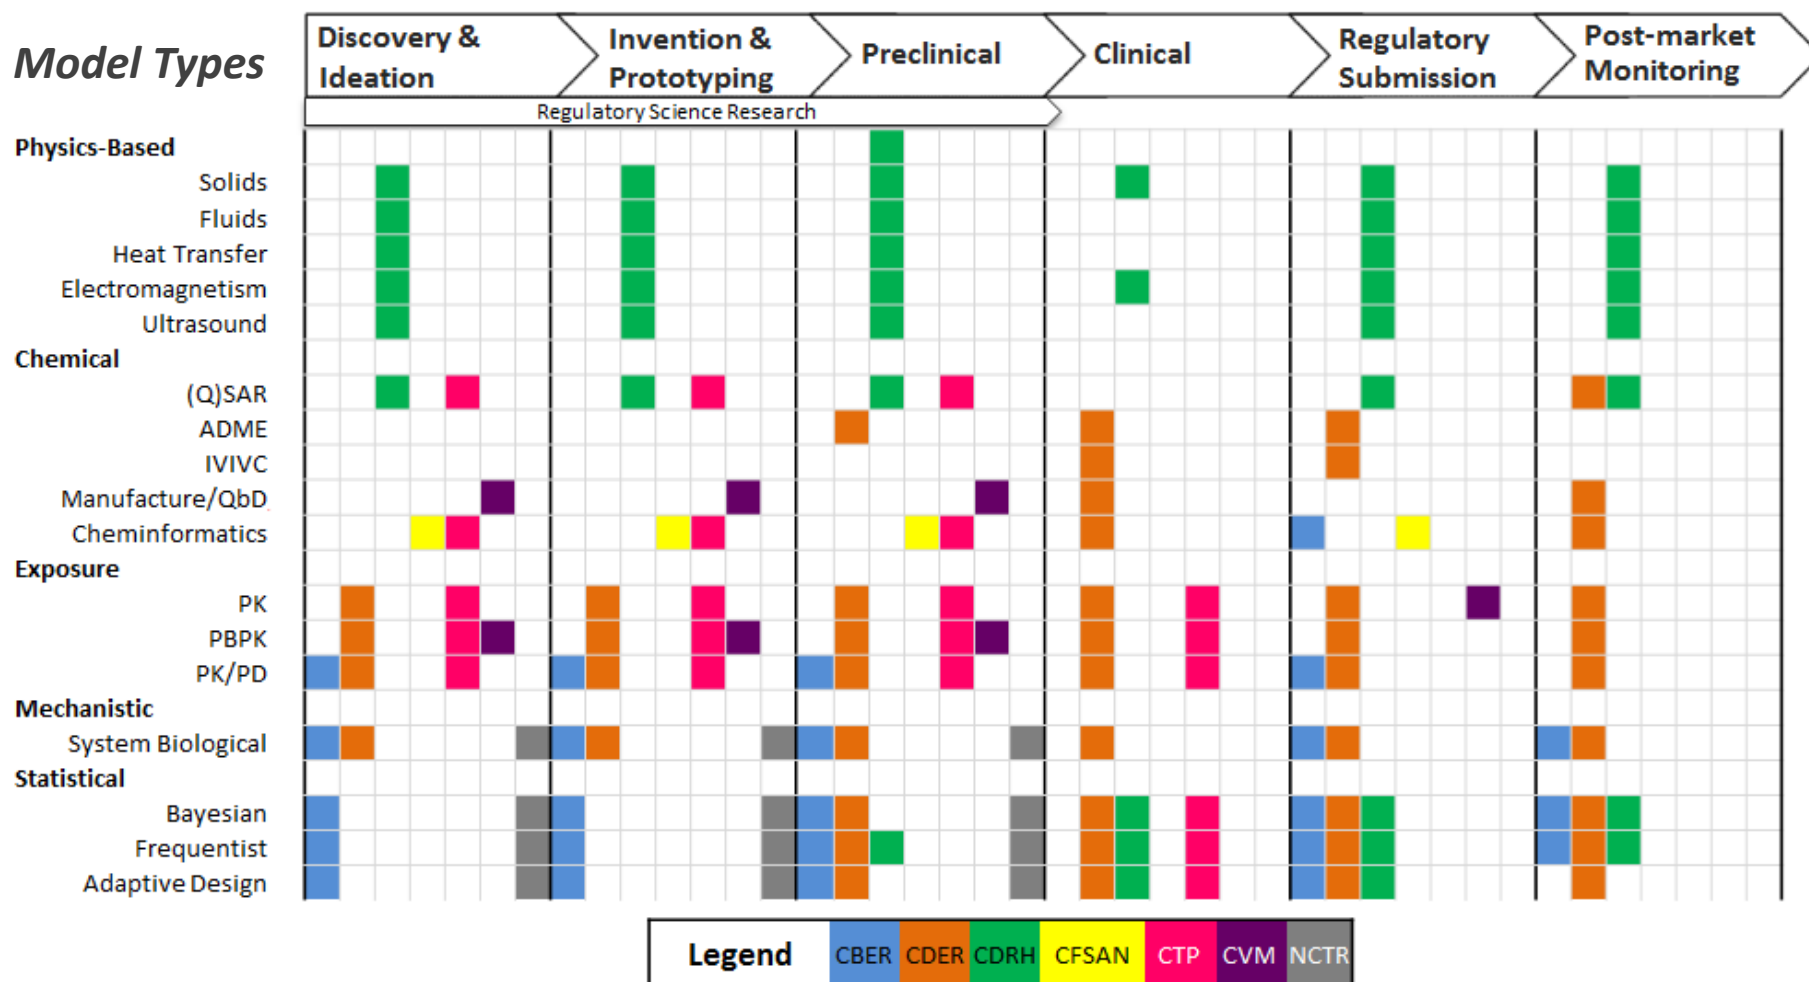 Model Types
Discovery &
Ideation
Invention &
Prototyping
Preclinical
Clinical
Regulatory
Submission
Post-market
Monitoring
Regulatory Science Research
Physics-Based
Solids
Fluids
Heat Transfer
Electromagnetism
Ultrasound
Chemical
(Q)SAR
ADME
IVIVC
Manufacture/QbD
Cheminformatics
Exposure
PK
PBPK
PK/PD
Mechanistic
System Biological
Statistical
Bayesian
Frequentist
Adaptive Design
Legend CBER CDER CDRH CFSAN CTP CVM NCTR